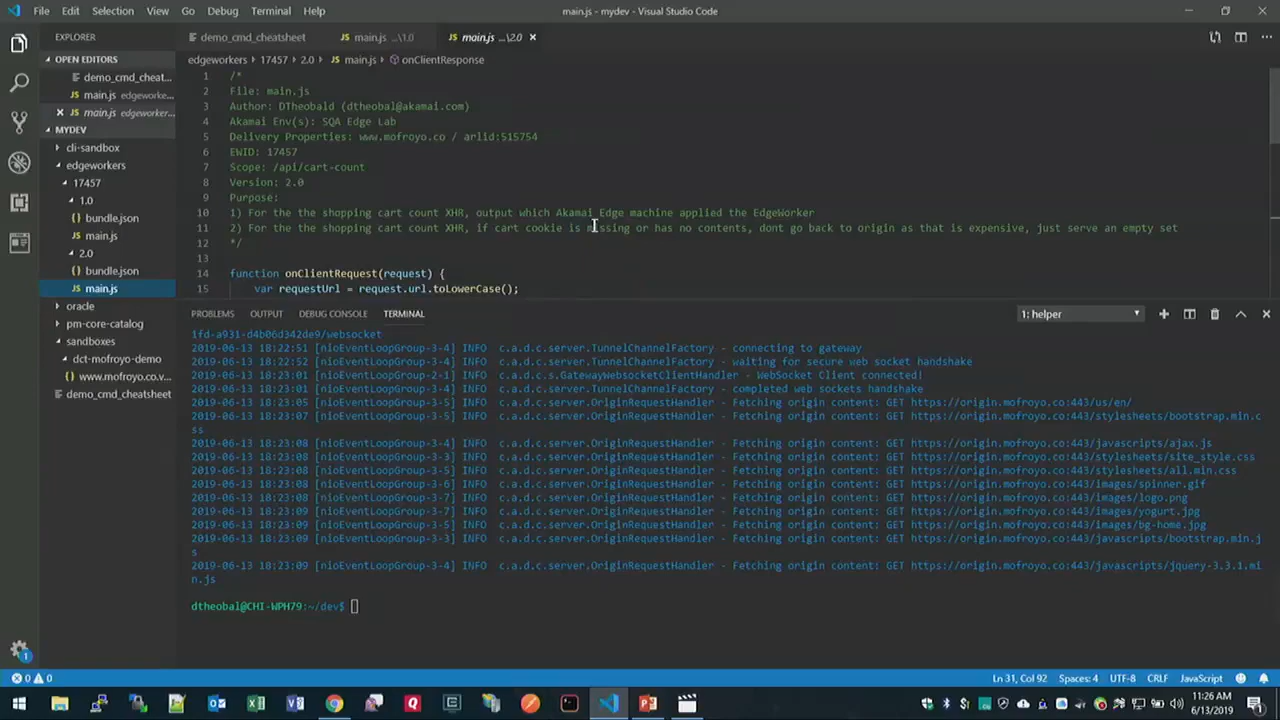 File Edit Selection View Go Debug Terminal Help
main.js - mydev - Visual Studio Code
EXPLORER
demo_cmd_cheatsheet
JS main.js ...\1.0
JS main.js ...\2.0 ×
OPEN EDITORS
demo_cmd_cheat...
JS main.js edgeworke...
× JS main.js edgeworker...
MYDEV
cli-sandbox
edgeworkers
17457
1.0
{} bundle.json
JS main.js
2.0
{} bundle.json
JS main.js
oracle
pm-core-catalog
sandboxes
dct-mofroyo-demo
{} www.mofroyo.co.v...
demo_cmd_cheatsheet
edgeworkers > 17457 > 2.0 > JS main.js > onClientResponse
1 /*
2 File: main.js
3 Author: DTheobald (dtheobal@akamai.com)
4 Akamai Env(s): SQA Edge Lab
5 Delivery Properties: www.mofroyo.co / arlid:515754
6 EWID: 17457
7 Scope: /api/cart-count
8 Version: 2.0
9 Purpose:
10 1) For the the shopping cart count XHR, output which Akamai Edge machine applied the EdgeWorker
11 2) For the the shopping cart count XHR, if cart cookie is missing or has no contents, dont go back to origin as that is expensive, just serve an empty set
12 */
13
14 function onClientRequest(request) {
15 var requestUrl = request.url.toLowerCase();
PROBLEMS OUTPUT DEBUG CONSOLE TERMINAL
1: helper
1fd-a931-d4b06d342de9/websocket
2019-06-13 18:22:51 [nioEventLoopGroup-3-4] INFO c.a.d.c.server.TunnelChannelFactory - connecting to gateway
2019-06-13 18:22:51 [nioEventLoopGroup-3-4] INFO c.a.d.c.server.TunnelChannelFactory - waiting for secure web socket handshake
2019-06-13 18:23:01 [nioEventLoopGroup-2-1] INFO c.a.d.c.s.GatewayWebsocketClientHandler - WebSocket Client connected!
2019-06-13 18:23:01 [nioEventLoopGroup-3-4] INFO c.a.d.c.server.TunnelChannelFactory - completed web sockets handshake
2019-06-13 18:23:05 [nioEventLoopGroup-3-5] INFO c.a.d.c.server.OriginRequestHandler - Fetching origin content: GET https://origin.mofroyo.co:443/us/en/
2019-06-13 18:23:07 [nioEventLoopGroup-3-5] INFO c.a.d.c.server.OriginRequestHandler - Fetching origin content: GET https://origin.mofroyo.co:443/stylesheets/bootstrap.min.c
ss
2019-06-13 18:23:08 [nioEventLoopGroup-3-4] INFO c.a.d.c.server.OriginRequestHandler - Fetching origin content: GET https://origin.mofroyo.co:443/javascripts/ajax.js
2019-06-13 18:23:08 [nioEventLoopGroup-3-3] INFO c.a.d.c.server.OriginRequestHandler - Fetching origin content: GET https://origin.mofroyo.co:443/stylesheets/site_style.css
2019-06-13 18:23:08 [nioEventLoopGroup-3-5] INFO c.a.d.c.server.OriginRequestHandler - Fetching origin content: GET https://origin.mofroyo.co:443/stylesheets/all.min.css
2019-06-13 18:23:08 [nioEventLoopGroup-3-6] INFO c.a.d.c.server.OriginRequestHandler - Fetching origin content: GET https://origin.mofroyo.co:443/images/spinner.gif
2019-06-13 18:23:08 [nioEventLoopGroup-3-7] INFO c.a.d.c.server.OriginRequestHandler - Fetching origin content: GET https://origin.mofroyo.co:443/images/logo.png
2019-06-13 18:23:09 [nioEventLoopGroup-3-7] INFO c.a.d.c.server.OriginRequestHandler - Fetching origin content: GET https://origin.mofroyo.co:443/images/yogurt.jpg
2019-06-13 18:23:09 [nioEventLoopGroup-3-5] INFO c.a.d.c.server.OriginRequestHandler - Fetching origin content: GET https://origin.mofroyo.co:443/images/bg-home.jpg
2019-06-13 18:23:09 [nioEventLoopGroup-3-3] INFO c.a.d.c.server.OriginRequestHandler - Fetching origin content: GET https://origin.mofroyo.co:443/javascripts/bootstrap.min.j
s
2019-06-13 18:23:09 [nioEventLoopGroup-3-4] INFO c.a.d.c.server.OriginRequestHandler - Fetching origin content: GET https://origin.mofroyo.co:443/javascripts/jquery-3.3.1.mi
n.js
dtheobal@CHI-WPH79:~/dev$
0 0
Ln 31, Col 92 Spaces: 4 UTF-8 CRLF JavaScript
11:26 AM
6/13/2019